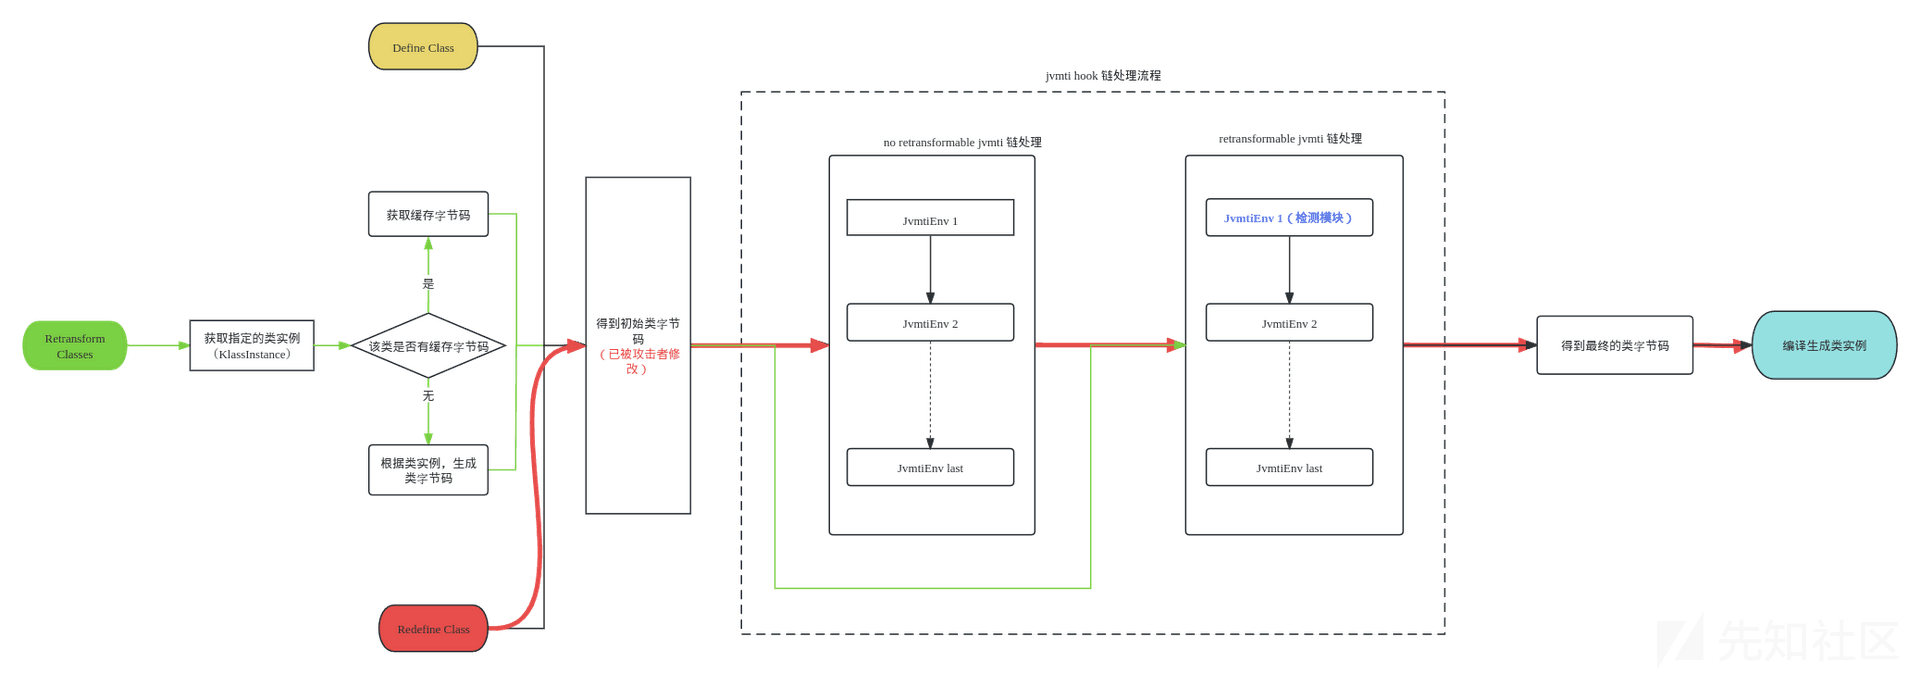 Define Class
jvmti hook 链处理流程
no retransformable jvmti 链处理
retransformable jvmti 链处理
获取缓存字节码
JvmtiEnv 1
JvmtiEnv 1（检测模块）
是
Retransform
Classes
获取指定的类实例
（KlassInstance）
该类是否有缓存字节码
得到初始类字节
码
（已被攻击者修
改）
JvmtiEnv 2
JvmtiEnv 2
得到最终的类字节码
编译生成类实例
无
根据类实例，生成
类字节码
JvmtiEnv last
JvmtiEnv last
Redefine Class
先知社区